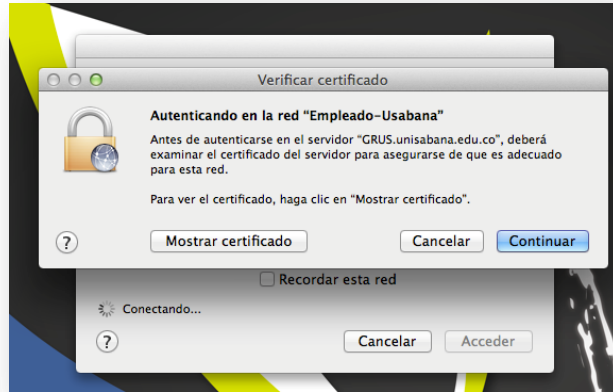 Verificar certificado
Autenticando en la red “Empleado-Usabana”
Antes de autenticarse en el servidor “GRUS.unisabana.edu.co”, deberá
examinar el certificado del servidor para asegurarse de que es adecuado
para esta red.
Para ver el certificado, haga clic en “Mostrar certificado”.
? Mostrar certificado Cancelar Continuar
Recordar esta red
Conectando...
? Cancelar Acceder